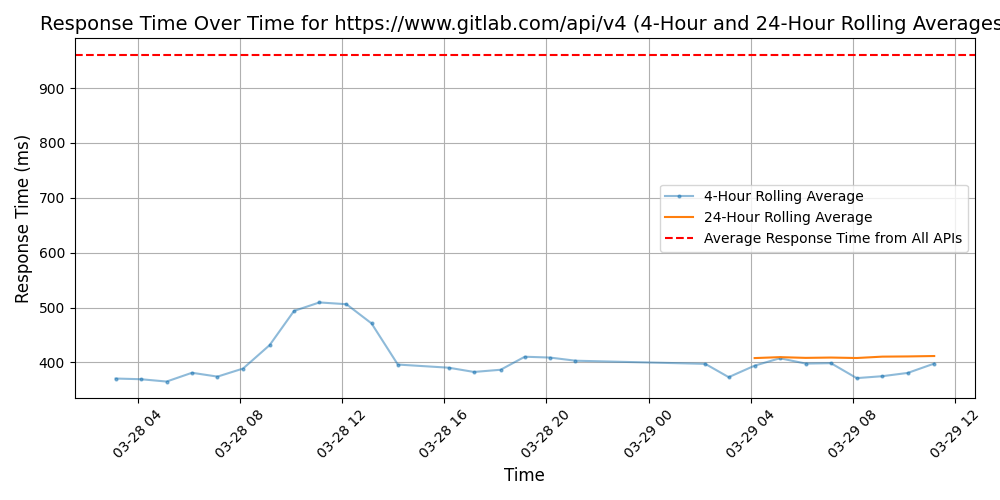 Response Time Over Time for https://www.gitlab.com/api/v4 (4-Hour and 24-Hour Rolling Averages
Response Time (ms)
900
800
700
600
500
400
4-Hour Rolling Average
24-Hour Rolling Average
Average Response Time from All APIs
03-28 04
03-28 08
03-28 12
03-28 16
03-28 20
03-29 00
03-29 04
03-29 08
03-29 12
Time